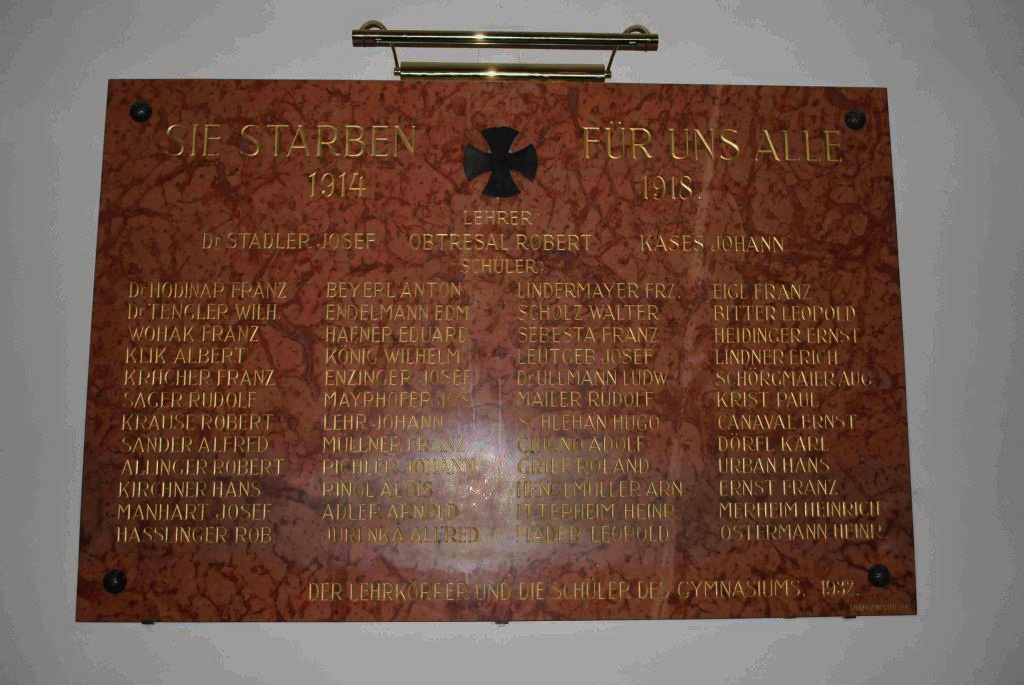 SIE STARBEN FÜR UNS ALLE
1914 1918.
LEHRER:
Dr STADLER JOSEF OBTRESAL ROBERT KASES JOHANN
SCHÜLER:
Dr HODINAR FRANZ BEYERL ANTON LINDERMAYER FRZ. EIGL FRANZ
Dr TENGLER WILH. ENDELMANN EDM. SCHOLZ WALTER BITTER LEOPOLD
WOHAK FRANZ HAFNER EDUARD SEBESTA FRANZ HEIDINGER ERNST
KLIK ALBERT KÖNIG WILHELM LEUTGEB JOSEF LINDNER ERICH
KRACHER FRANZ ENZINGER JOSEF Dr ULLMANN LUDW. SCHÖRGMAIER AUG.
SAGER RUDOLF MAYRHOFER JOS. MAILER RUDOLF KRIST PAUL
KRAUSE ROBERT LEHR JOHANN SCHLEHAN HUGO CANAVAL ERNST
SANDER ALFRED MÜLLNER FRANZ GIUGNO ADOLF DÖRFL KARL
ALLINGER ROBERT PICHLER JOHANN GRILL ROLAND URBAN HANS
KIRCHNER HANS RINGL ALOIS HENGLMÜLLER ARN. ERNST FRANZ
MANHART JOSEF ADLER ARNOLD ITTERHEIM HEINR. MERHEIM HEINRICH
HASSLINGER ROB. JURENKA ALFRED MADER LEOPOLD OSTERMANN HEINR.
DER LEHRKÖRPER UND DIE SCHÜLER DES GYMNASIUMS. 1932.